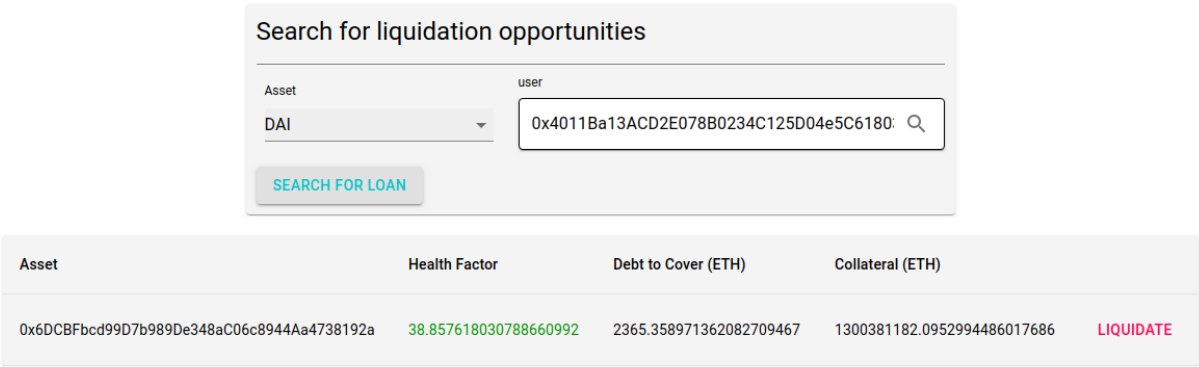 Search for liquidation opportunities
Asset
user
DAI
0x4011Ba13ACD2E078B0234C125D04e5C6180
SEARCH FOR LOAN
Asset Health Factor Debt to Cover (ETH) Collateral (ETH)
0x6DCBFbcd99D7b989De348aC06c8944Aa4738192a 38.857618030788660992 2365.358971362082709467 1300381182.0952994486017686 LIQUIDATE